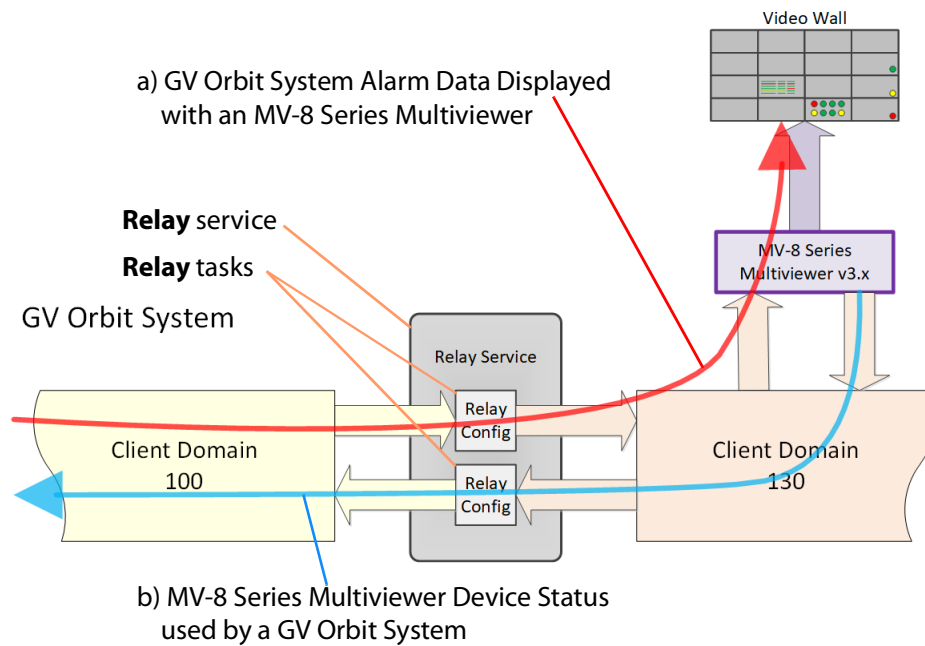 Video Wall
a) GV Orbit System Alarm Data Displayed
with an MV-8 Series Multiviewer
Relay service
Relay tasks
MV-8 Series
Multiviewer v3.x
GV Orbit System
Relay Service
Relay
Config
Client Domain
100
Client Domain
130
Relay
Config
b) MV-8 Series Multiviewer Device Status
used by a GV Orbit System